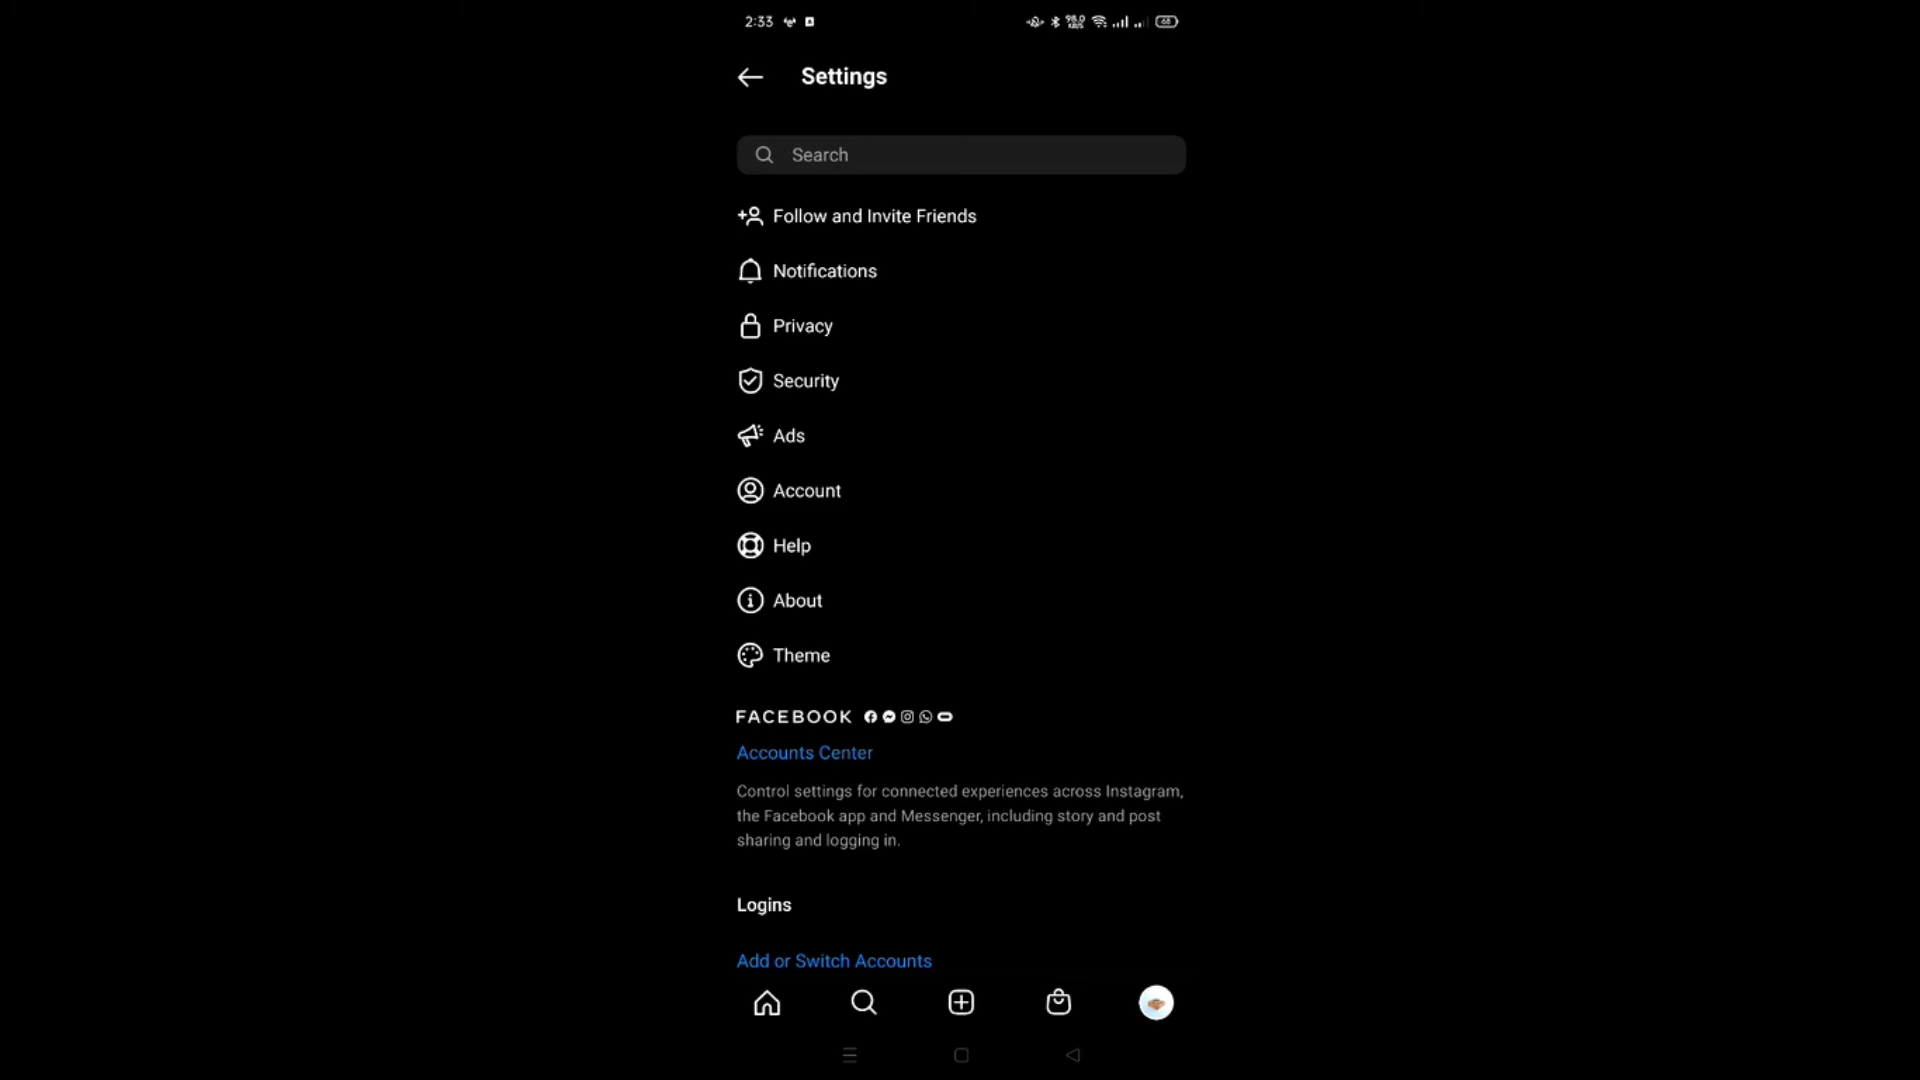 2:33
68
Settings
Search
Follow and Invite Friends
Notifications
Privacy
Security
Ads
Account
Help
About
Theme
FACEBOOK
Accounts Center
Control settings for connected experiences across Instagram,
the Facebook app and Messenger, including story and post
sharing and logging in.
Logins
Add or Switch Accounts